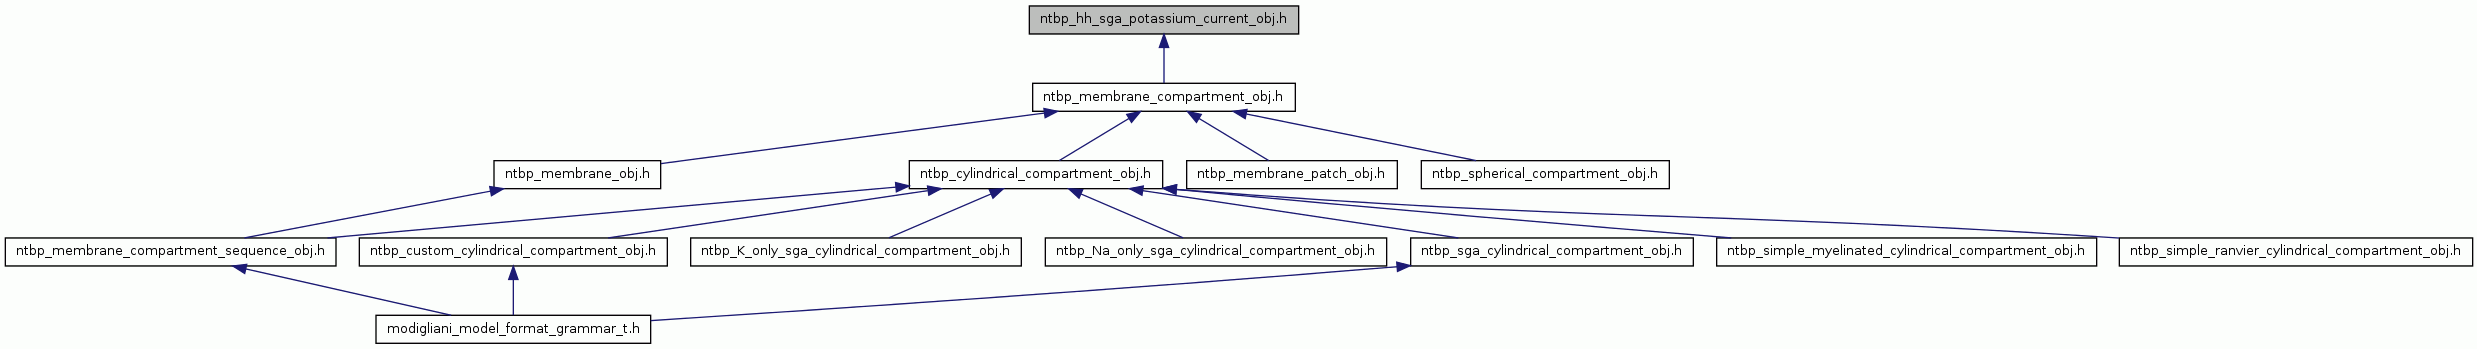 ntbp_hh_sga_potassium_current_obj.h
ntbp_membrane_compartment_obj.h
ntbp_membrane_obj.h
ntbp_cylindrical_compartment_obj.h
ntbp_membrane_patch_obj.h
ntbp_spherical_compartment_obj.h
ntbp_membrane_compartment_sequence_obj.h
ntbp_custom_cylindrical_compartment_obj.h
ntbp_K_only_sga_cylindrical_compartment_obj.h
ntbp_Na_only_sga_cylindrical_compartment_obj.h
ntbp_sga_cylindrical_compartment_obj.h
ntbp_simple_myelinated_cylindrical_compartment_obj.h
ntbp_simple_ranvier_cylindrical_compartment_obj.h
modigliani_model_format_grammar_t.h